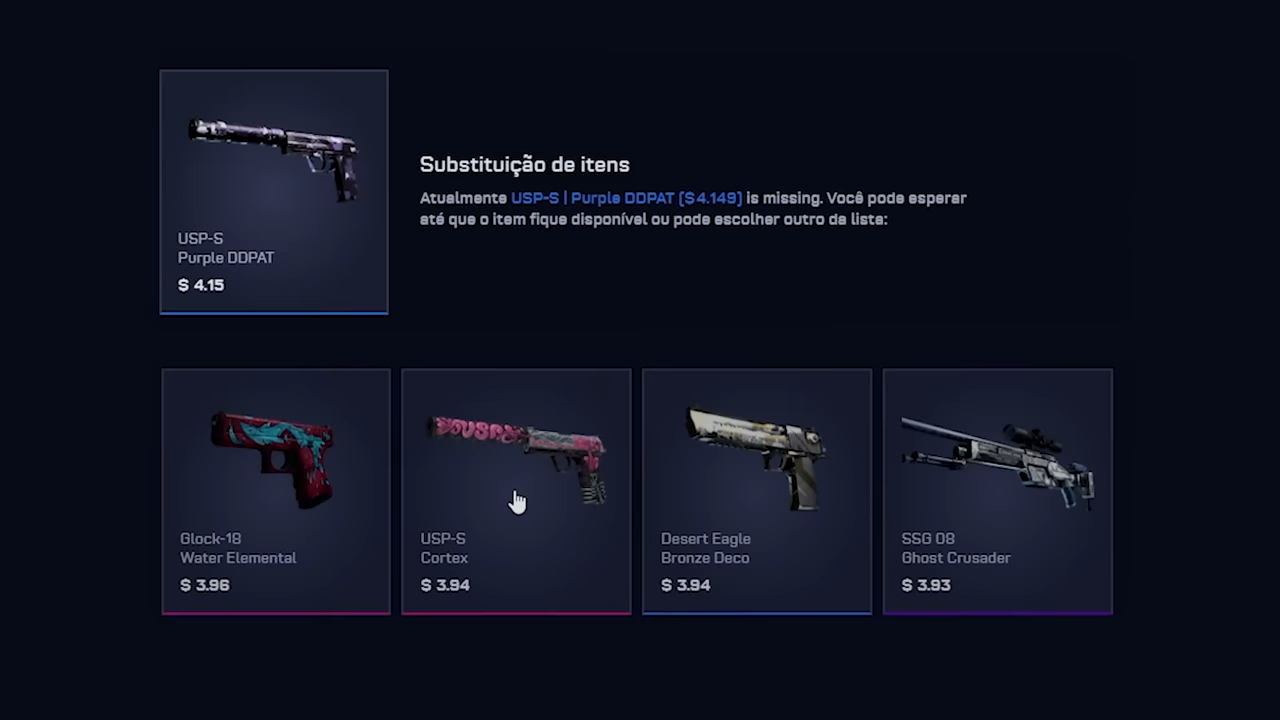 Substituição de itens
Atualmente USP-S | Purple DDPAT ($4.149) is missing. Você pode esperar
até que o item fique disponível ou pode escolher outro da lista:
USP-S
Purple DDPAT
$ 4.15
Glock-18
Water Elemental
$ 3.96
USP-S
Cortex
$ 3.94
Desert Eagle
Bronze Deco
$ 3.94
SSG 08
Ghost Crusader
$ 3.93
USP